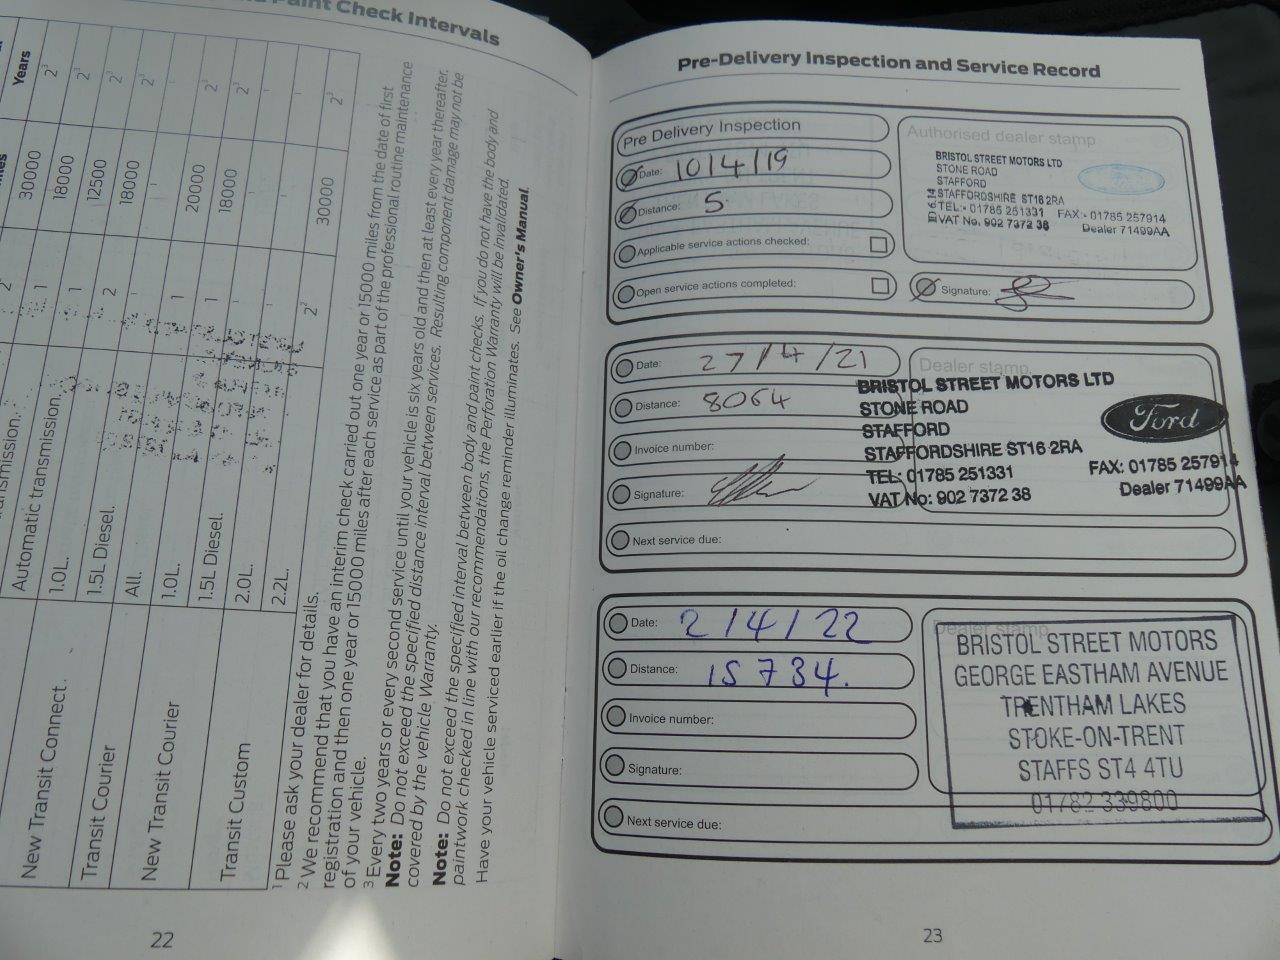 Paint Check Intervals
Years
30000 2³
18000 2³
12500 2³
18000 2³
20000 2³
18000 2³
30000 2³
Automatic transmission.
1.0L.
1.5L Diesel.
All.
1.0L.
1.5L Diesel.
2.0L.
2.2L.
New Transit Connect.
Transit Courier
New Transit Courier
Transit Custom
¹ Please ask your dealer for details.
² We recommend that you have an interim check carried out one year or 15000 miles from the date of first
registration and then one year or 15000 miles after each service as part of the professional routine maintenance
of your vehicle.
³ Every two years or every second service until your vehicle is six years old and then at least every year thereafter.
Note: Do not exceed the specified distance interval between services. Resulting component damage may not be
covered by the vehicle Warranty.
Note: Do not exceed the specified interval between body and paint checks. If you do not have the body and
paintwork checked in line with our recommendations, the Perforation Warranty will be invalidated.
Have your vehicle serviced earlier if the oil change reminder illuminates. See Owner's Manual.
22
Pre-Delivery Inspection and Service Record
Pre Delivery Inspection
Date: 10/4/19
Distance: 5
Applicable service actions checked:
Open service actions completed:
Authorised dealer stamp
BRISTOL STREET MOTORS LTD
STONE ROAD
STAFFORD
STAFFORDSHIRE ST16 2RA
TEL:- 01785 251331 FAX:- 01785 257914
VAT No. 902 7372 38 Dealer 71499AA
Signature:
Date: 27/4/21
Distance: 8064
Invoice number:
Signature:
Next service due:
Dealer stamp
BRISTOL STREET MOTORS LTD
STONE ROAD
STAFFORD
STAFFORDSHIRE ST16 2RA
TEL: 01785 251331 FAX: 01785 257914
VAT No: 902 7372 38 Dealer 71499AA
Ford
Date: 2/4/22
Distance: 15734.
Invoice number:
Signature:
Next service due:
Dealer stamp
BRISTOL STREET MOTORS
GEORGE EASTHAM AVENUE
TRENTHAM LAKES
STOKE-ON-TRENT
STAFFS ST4 4TU
01782 339800
23